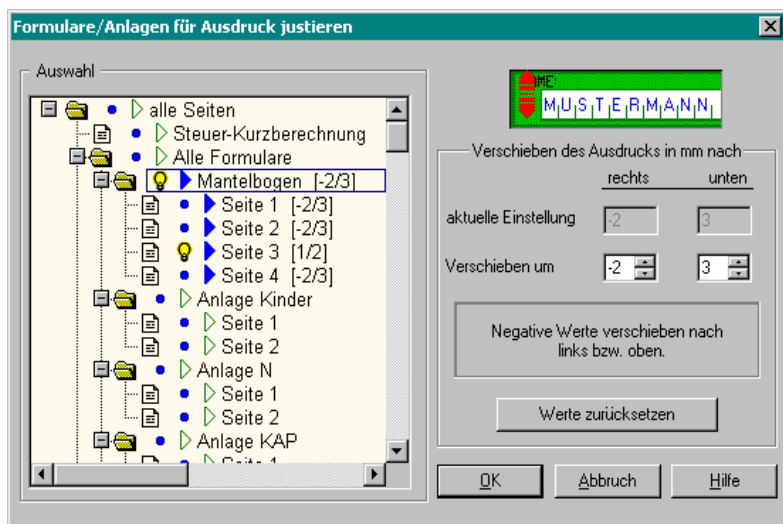 Formulare/Anlagen für Ausdruck justieren
Auswahl
alle Seiten
Steuer-Kurzberechnung
Alle Formulare
Mantelbogen [-2/3]
Seite 1 [-2/3]
Seite 2 [-2/3]
Seite 3 [1/2]
Seite 4 [-2/3]
Anlage Kinder
Seite 1
Seite 2
Anlage N
Seite 1
Seite 2
Anlage KAP
Seite 1
MUSTERMANN
Verschieben des Ausdrucks in mm nach
rechts unten
aktuelle Einstellung -2 3
Verschieben um -2 3
Negative Werte verschieben nach
links bzw. oben.
Werte zurücksetzen
OK Abbruch Hilfe